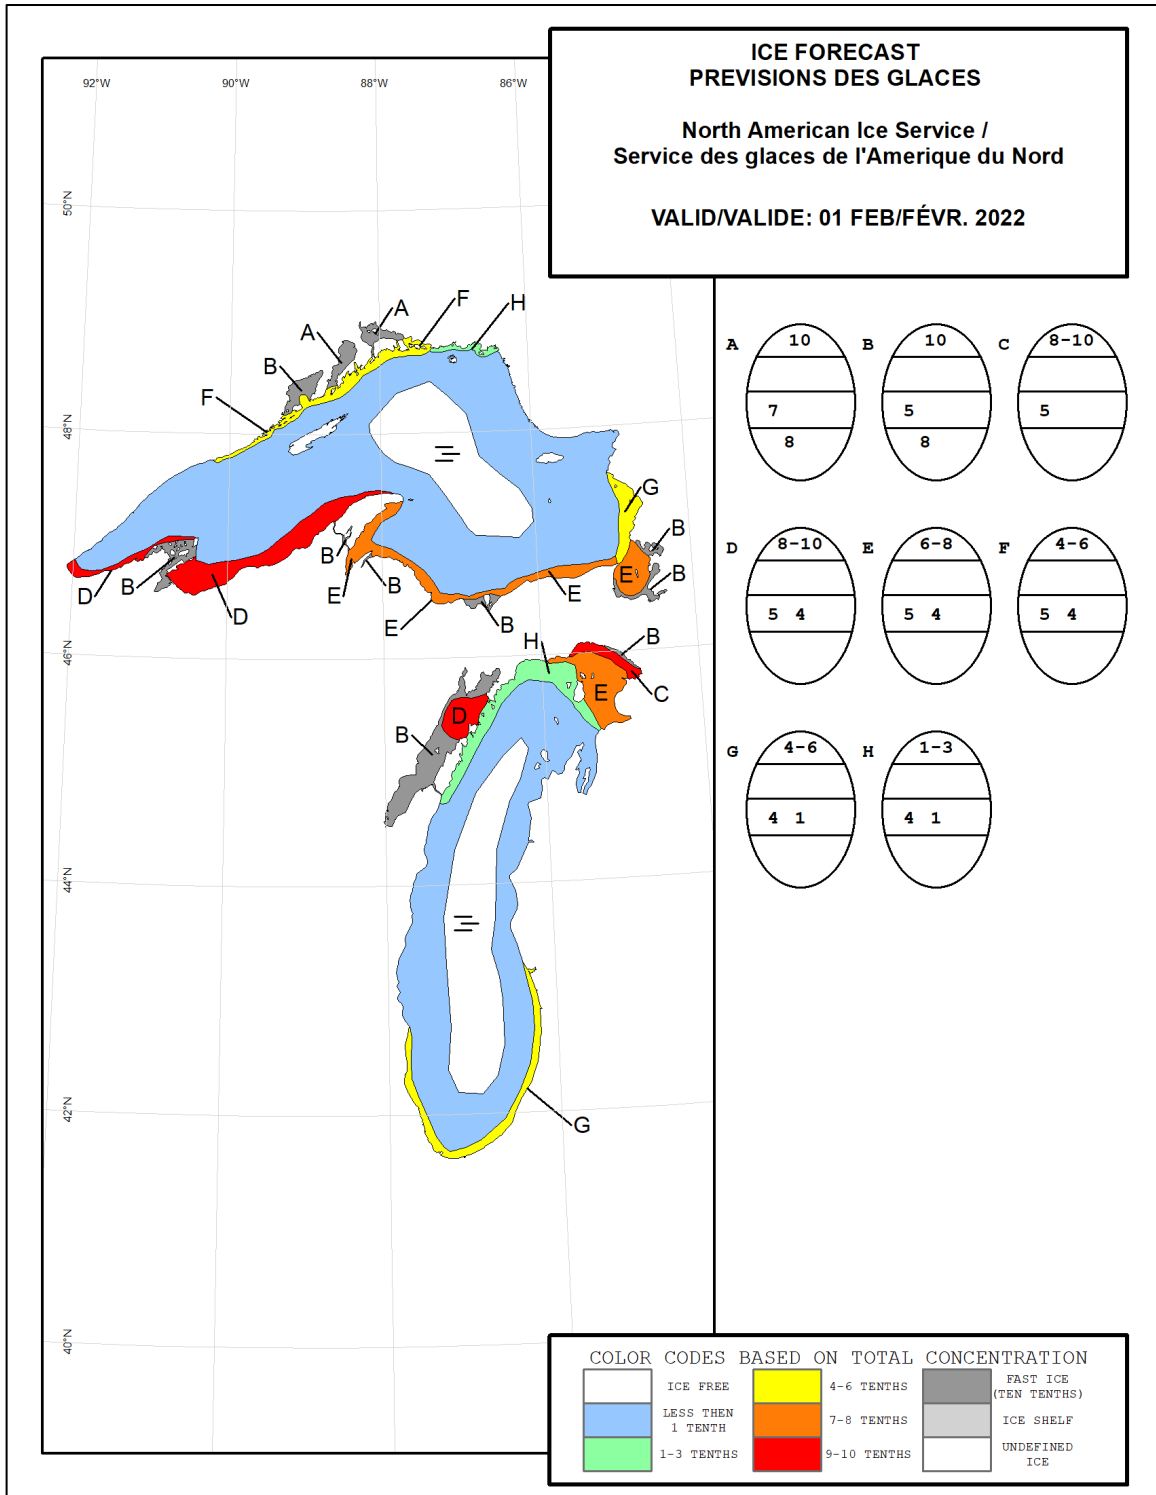 ICE FORECAST
PREVISIONS DES GLACES
North American Ice Service /
Service des glaces de l'Amerique du Nord
VALID/VALIDE: 01 FEB/FÉVR. 2022
92°W 90°W 88°W 86°W
50°N
48°N
46°N
44°N
42°N
40°N
A
F
H
A
B
F
G
B
B
E
B
B
D
B
D
E
B
E
E
B
H
B
E
C
D
B
G
A 10 7 8
B 10 5 8
C 8-10 5
D 8-10 5 4
E 6-8 5 4
F 4-6 5 4
G 4-6 4 1
H 1-3 4 1
COLOR CODES BASED ON TOTAL CONCENTRATION
ICE FREE
LESS THEN
1 TENTH
1-3 TENTHS
4-6 TENTHS
7-8 TENTHS
9-10 TENTHS
FAST ICE
(TEN TENTHS)
ICE SHELF
UNDEFINED
ICE